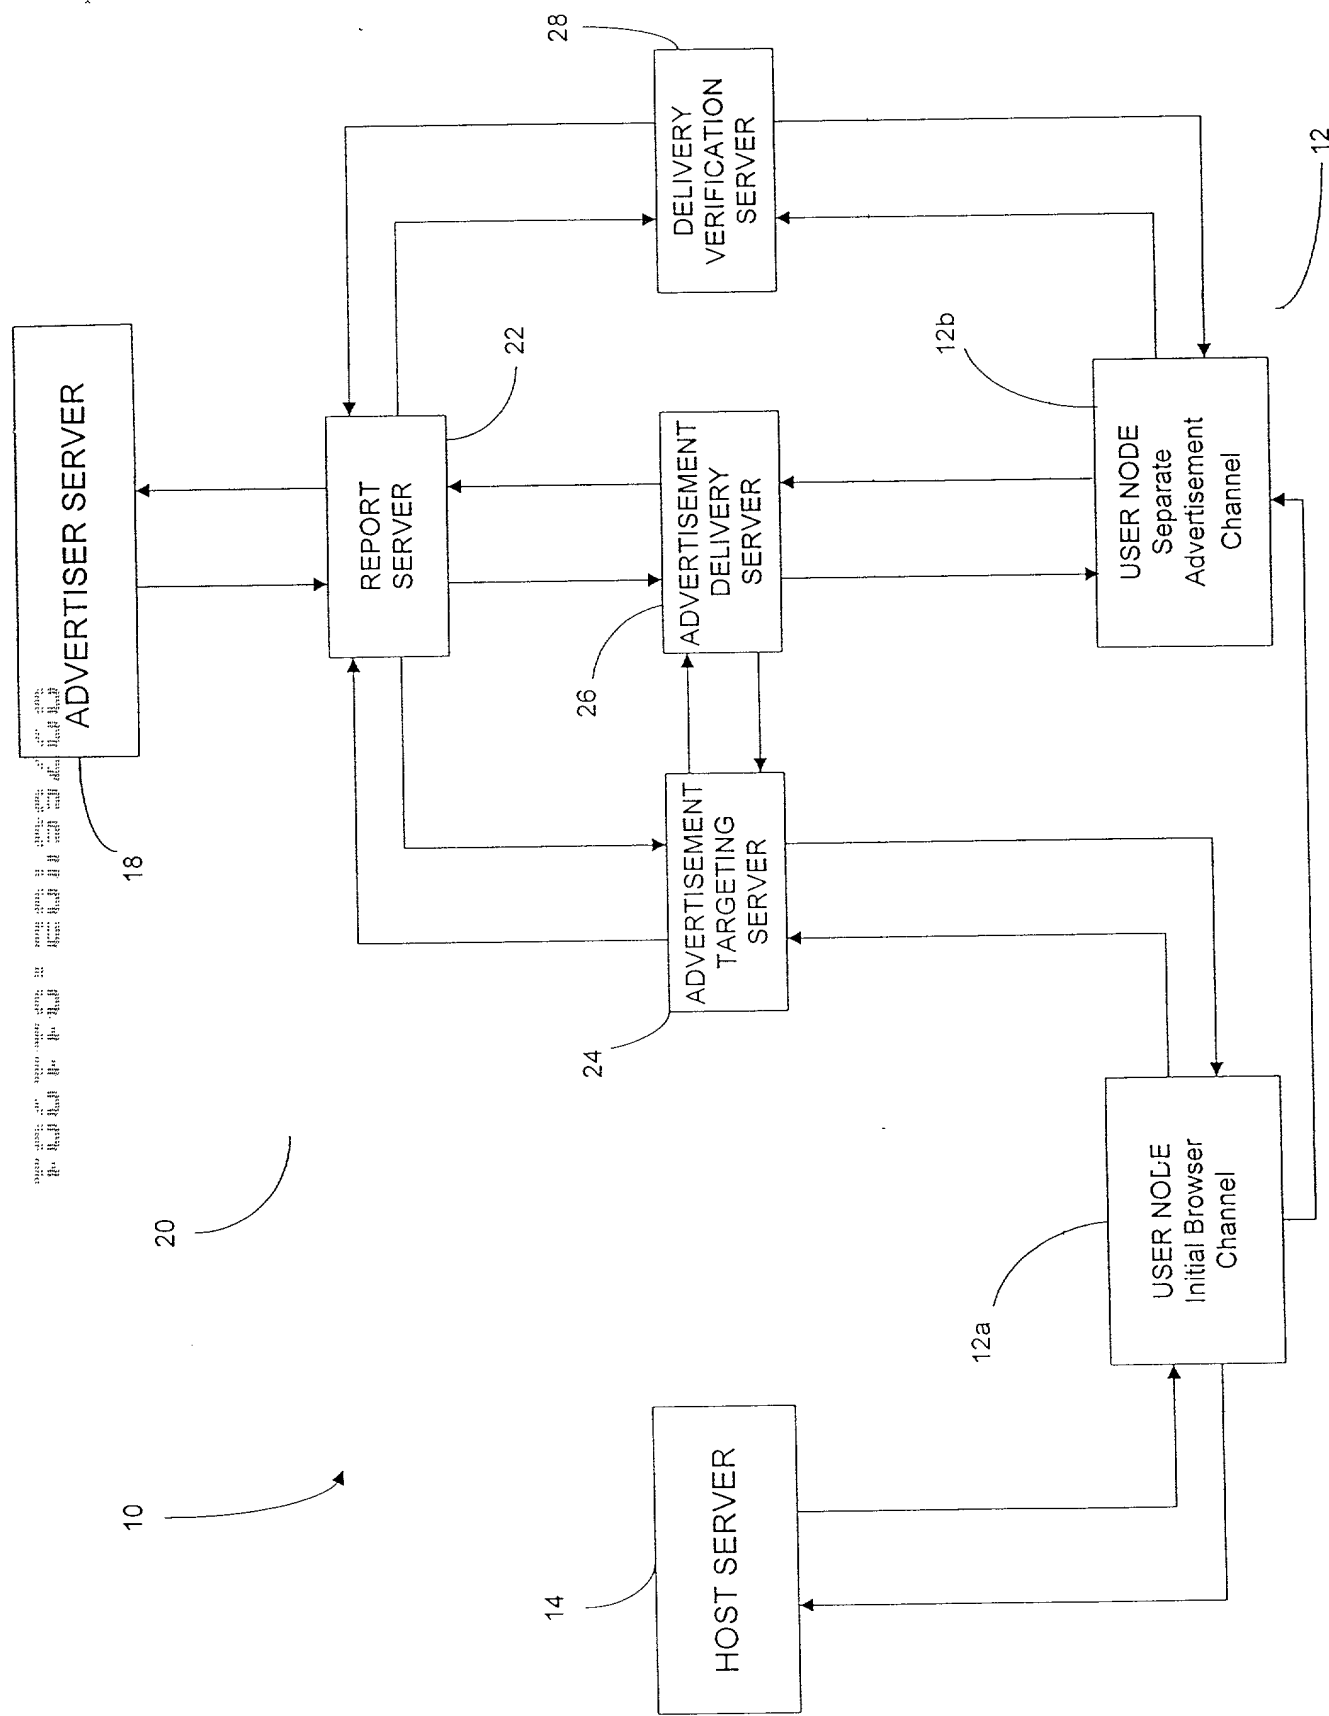 10
20
18
ADVERTISER SERVER
REPORT
SERVER
22
28
DELIVERY
VERIFICATION
SERVER
14
HOST SERVER
24
ADVERTISEMENT
TARGETING
SERVER
26
ADVERTISEMENT
DELIVERY
SERVER
12a
USER NODE
Initial Browser
Channel
12b
USER NODE
Separate
Advertisement
Channel
12